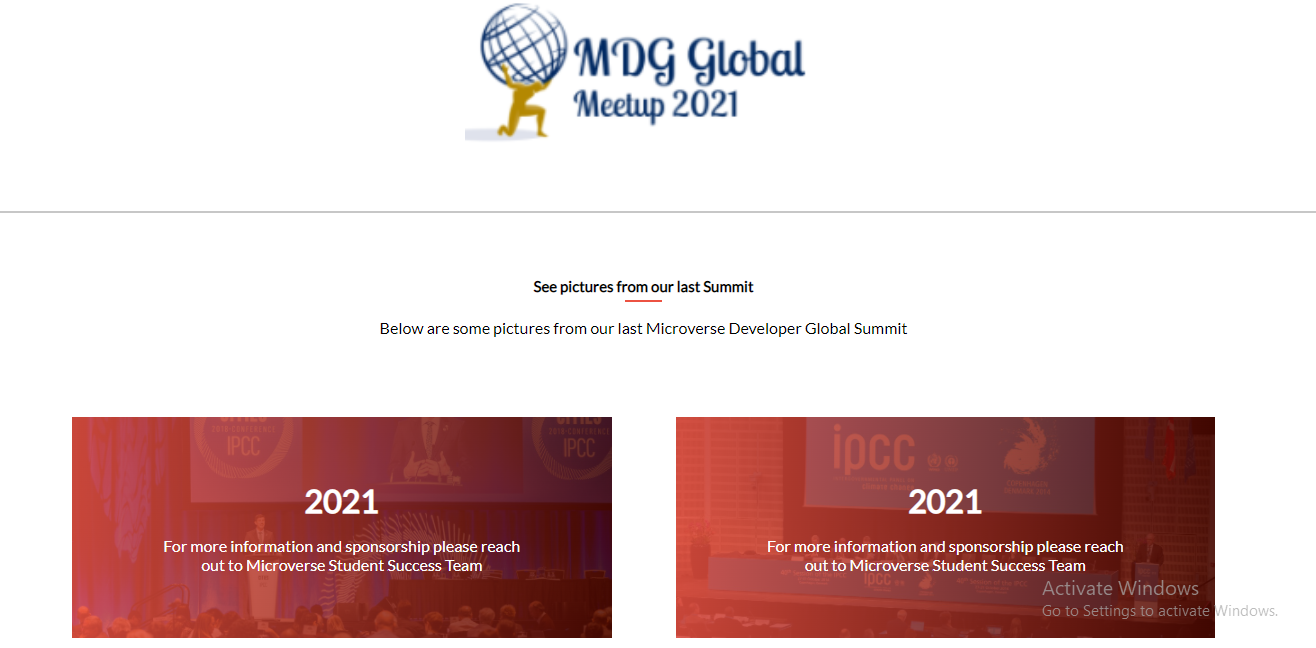 MDG Global
Meetup 2021
See pictures from our last Summit
Below are some pictures from our last Microverse Developer Global Summit
CITIES
2018 CONFERENCE
IPCC
IPCC
2021
For more information and sponsorship please reach
out to Microverse Student Success Team
ipcc
2021
For more information and sponsorship please reach
out to Microverse Student Success Team
ipcc
Activate Windows
Go to Settings to activate Windows.